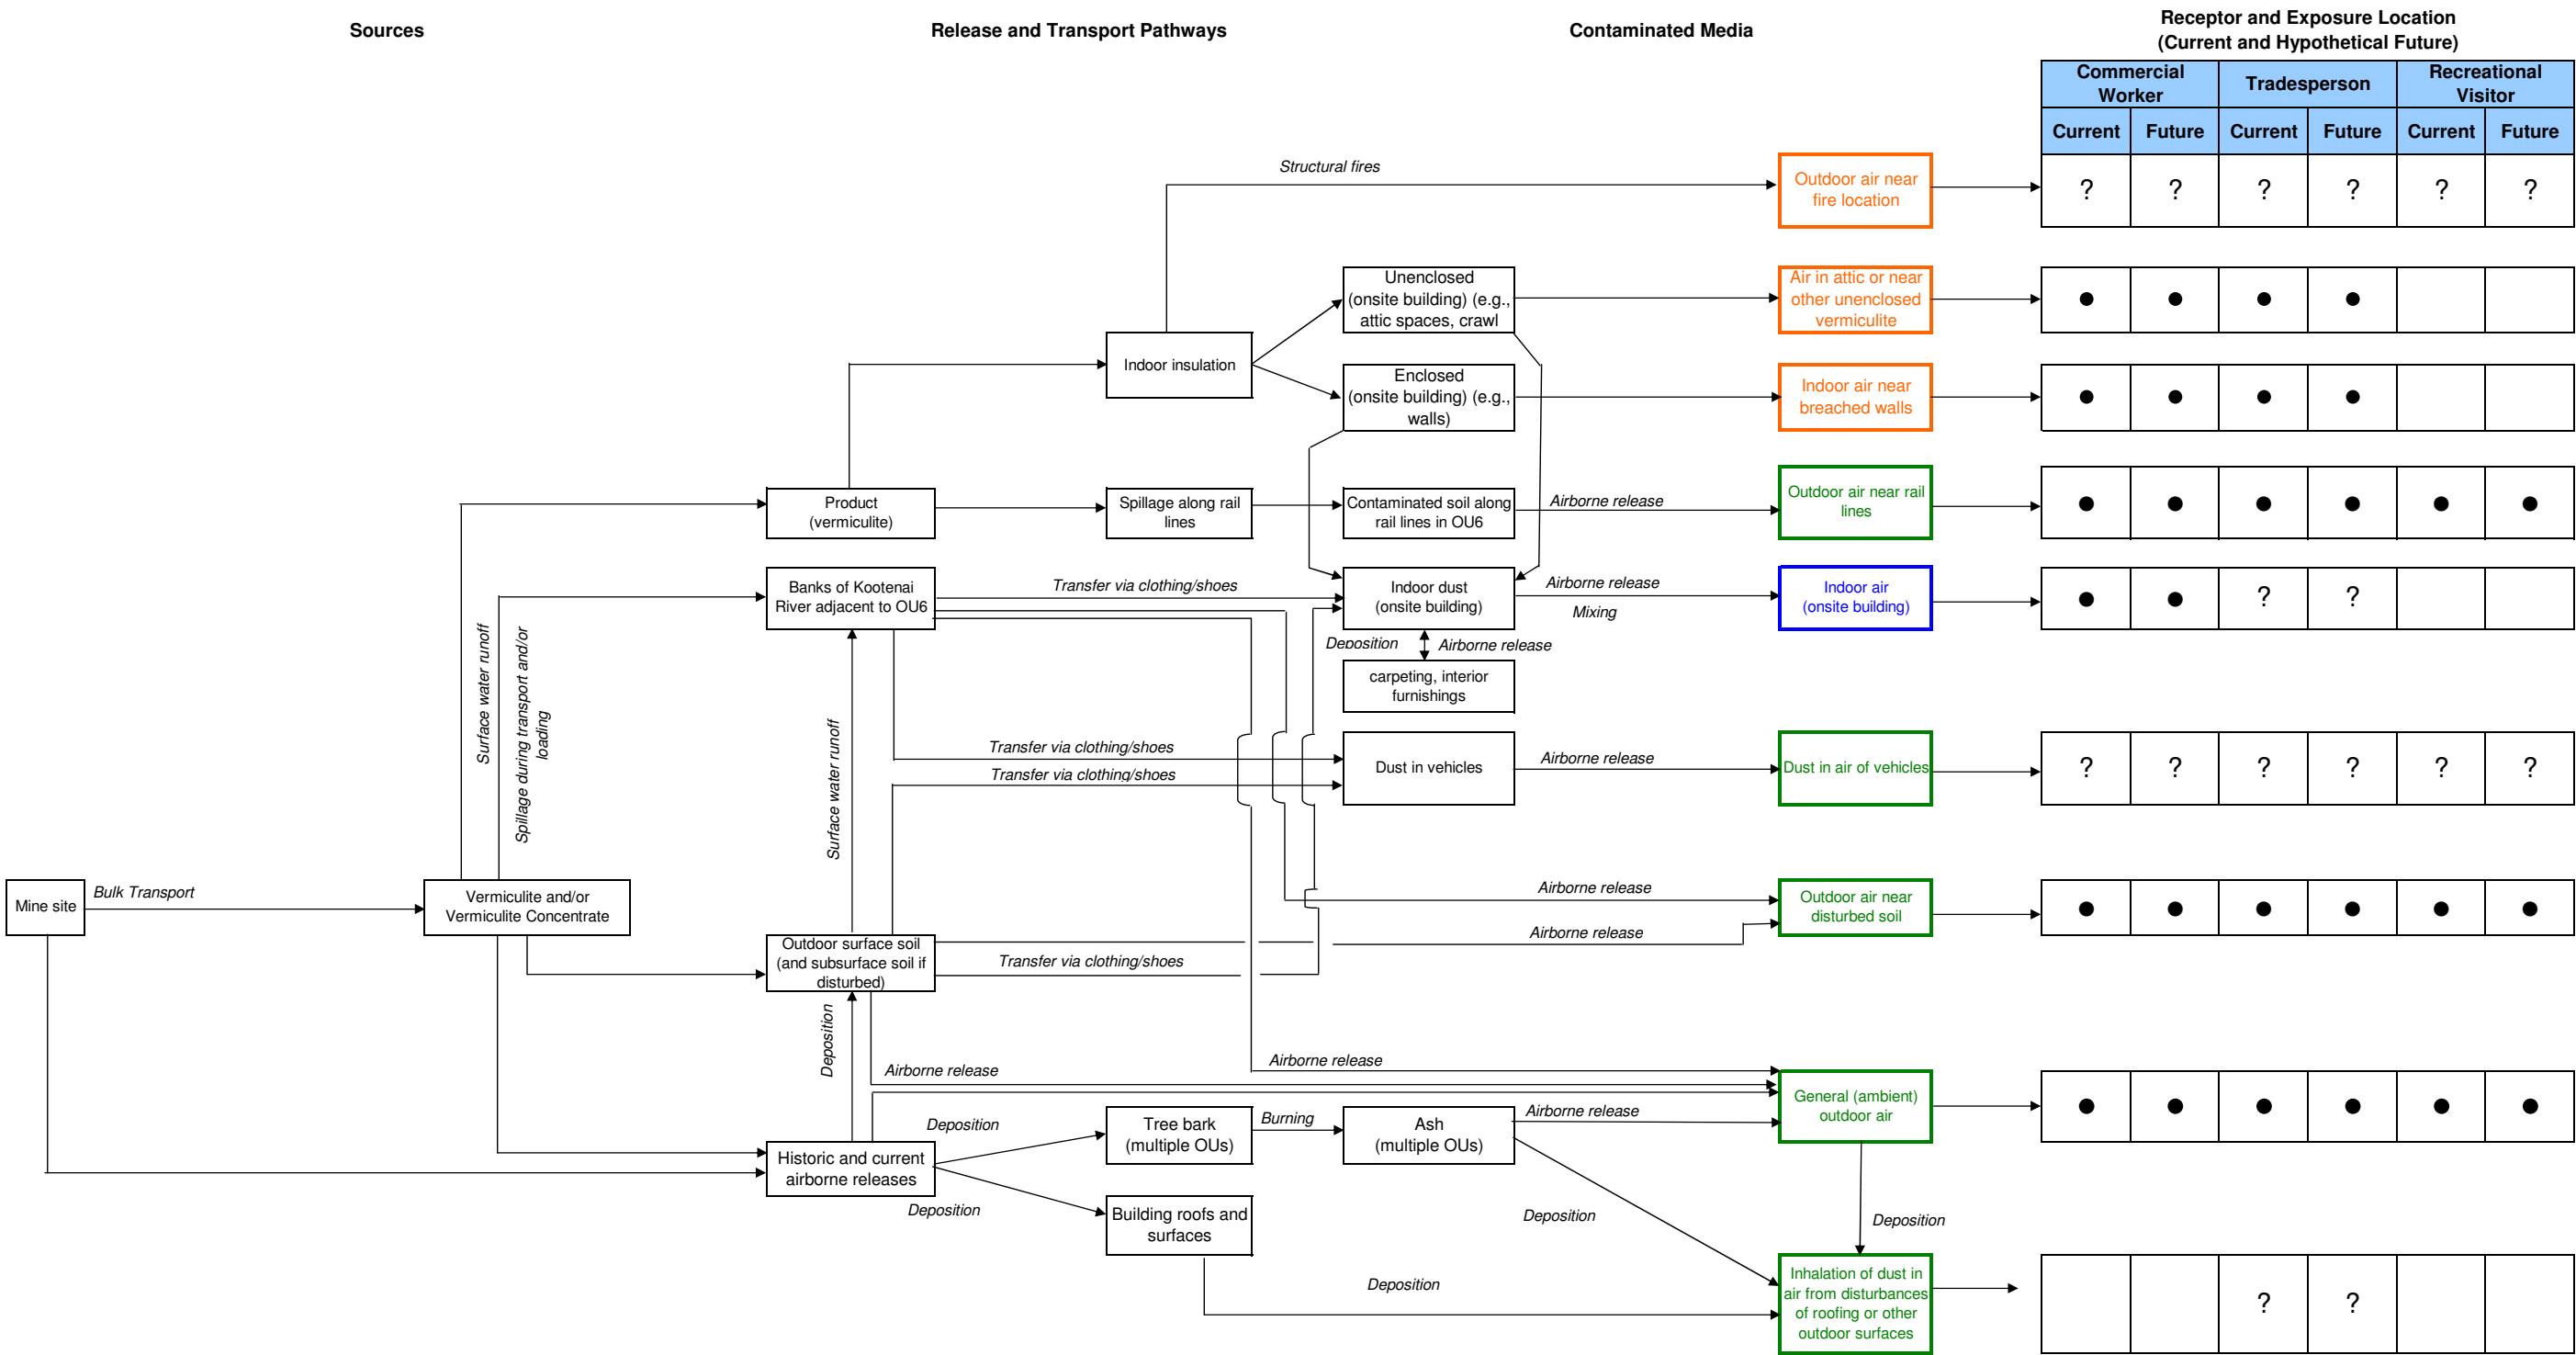 Sources
Release and Transport Pathways
Contaminated Media
Receptor and Exposure Location
(Current and Hypothetical Future)
Commercial
Worker
Tradesperson
Recreational
Visitor
Current
Future
Current
Future
Current
Future
Structural fires
Outdoor air near
fire location
? ? ? ? ? ?
Unenclosed
(onsite building) (e.g.,
attic spaces, crawl
Air in attic or near
other unenclosed
vermiculite
● ● ● ●
Indoor insulation
Enclosed
(onsite building) (e.g.,
walls)
Indoor air near
breached walls
● ● ● ●
Product
(vermiculite)
Spillage along rail
lines
Contaminated soil along
rail lines in OU6
Airborne release
Outdoor air near rail
lines
● ● ● ● ● ●
Banks of Kootenai
River adjacent to OU6
Transfer via clothing/shoes
Indoor dust
(onsite building)
Airborne release
Mixing
Indoor air
(onsite building)
● ● ? ?
Deposition
Airborne release
carpeting, interior
furnishings
Surface water runoff
Spillage during transport and/or
loading
Surface water runoff
Transfer via clothing/shoes
Transfer via clothing/shoes
Dust in vehicles
Airborne release
Dust in air of vehicles
? ? ? ? ? ?
Mine site
Bulk Transport
Vermiculite and/or
Vermiculite Concentrate
Airborne release
Outdoor air near
disturbed soil
● ● ● ● ● ●
Outdoor surface soil
(and subsurface soil if
disturbed)
Airborne release
Transfer via clothing/shoes
Deposition
Airborne release
Airborne release
General (ambient)
outdoor air
● ● ● ● ● ●
Historic and current
airborne releases
Deposition
Tree bark
(multiple OUs)
Burning
Ash
(multiple OUs)
Airborne release
Deposition
Building roofs and
surfaces
Deposition
Deposition
Deposition
Inhalation of dust in
air from disturbances
of roofing or other
outdoor surfaces
? ?